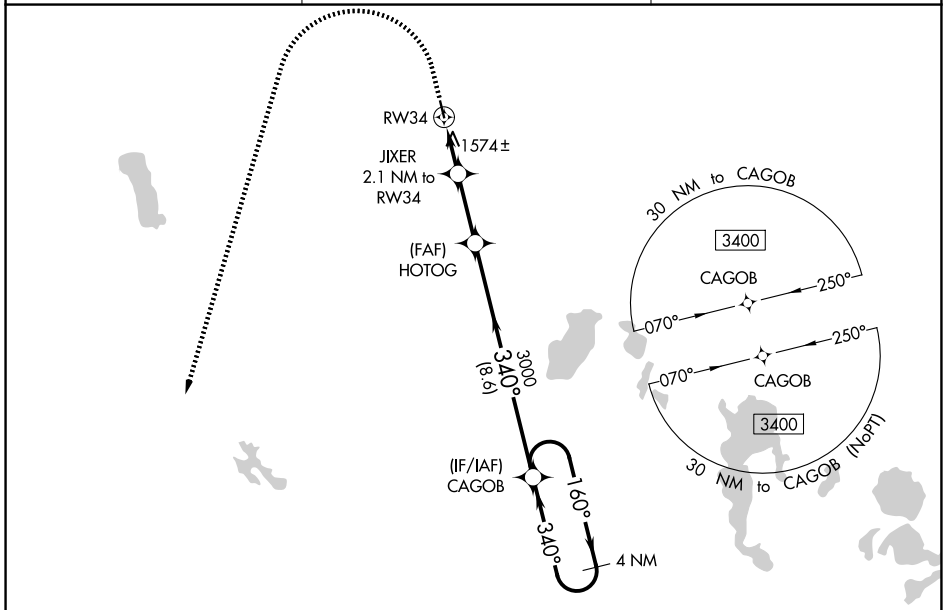 RW34
1574±
JIXER
2.1 NM to
RW34
(FAF)
HOTOG
340°
3000
(8.6)
(IF/IAF)
CAGOB
160°
340°
4 NM
30 NM to CAGOB
3400
CAGOB
250°
070°
250°
070°
CAGOB
3400
30 NM to CAGOB (NoPT)